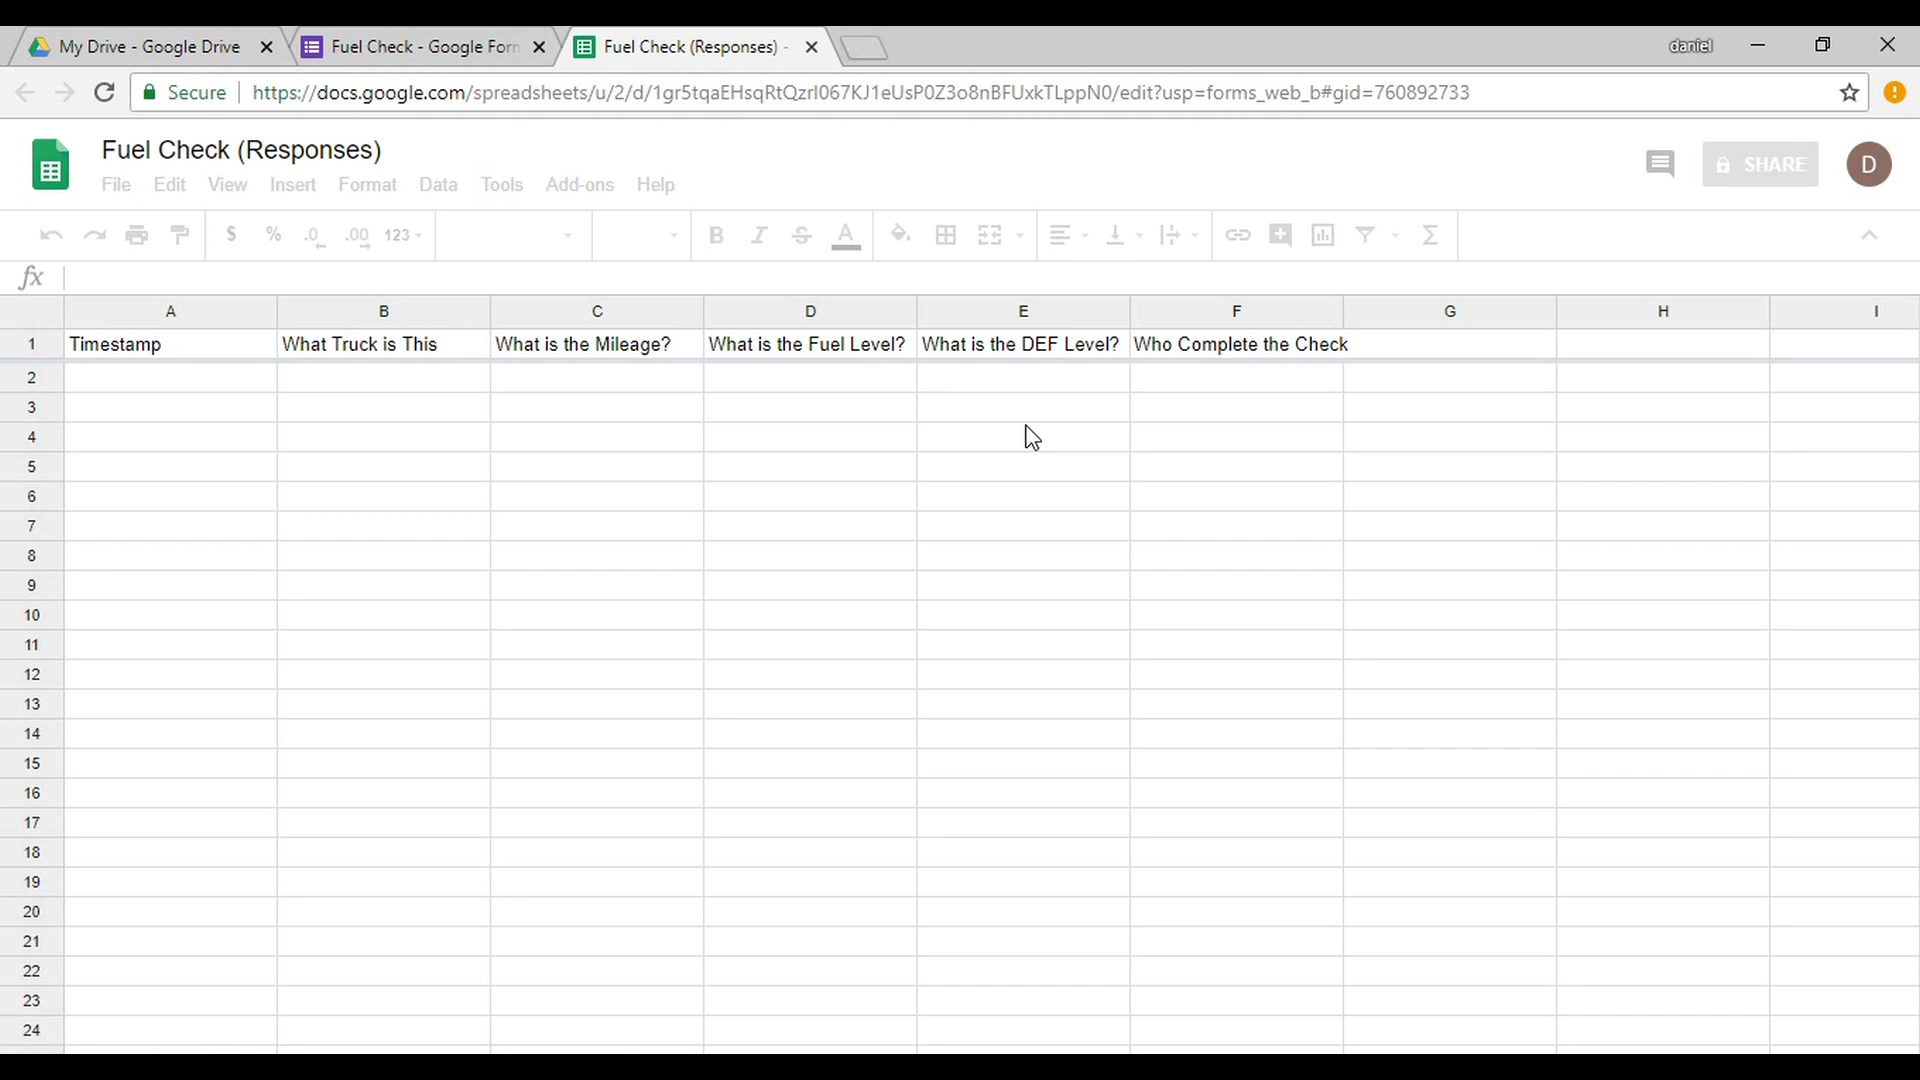 My Drive - Google Drive
Fuel Check - Google Form
Fuel Check (Responses) -
daniel
Secure
https://docs.google.com/spreadsheets/u/2/d/1gr5tqaEHsqRtQzrI067KJ1eUsP0Z3o8nBFUxkTLppN0/edit?usp=forms_web_b#gid=760892733
Fuel Check (Responses)
File Edit View Insert Format Data Tools Add-ons Help
SHARE
D
$ % .0 .00 123 B I S A Σ
fx
A B C D E F G H I
1 Timestamp What Truck is This What is the Mileage? What is the Fuel Level? What is the DEF Level? Who Complete the Check
2
3
4
5
6
7
8
9
10
11
12
13
14
15
16
17
18
19
20
21
22
23
24